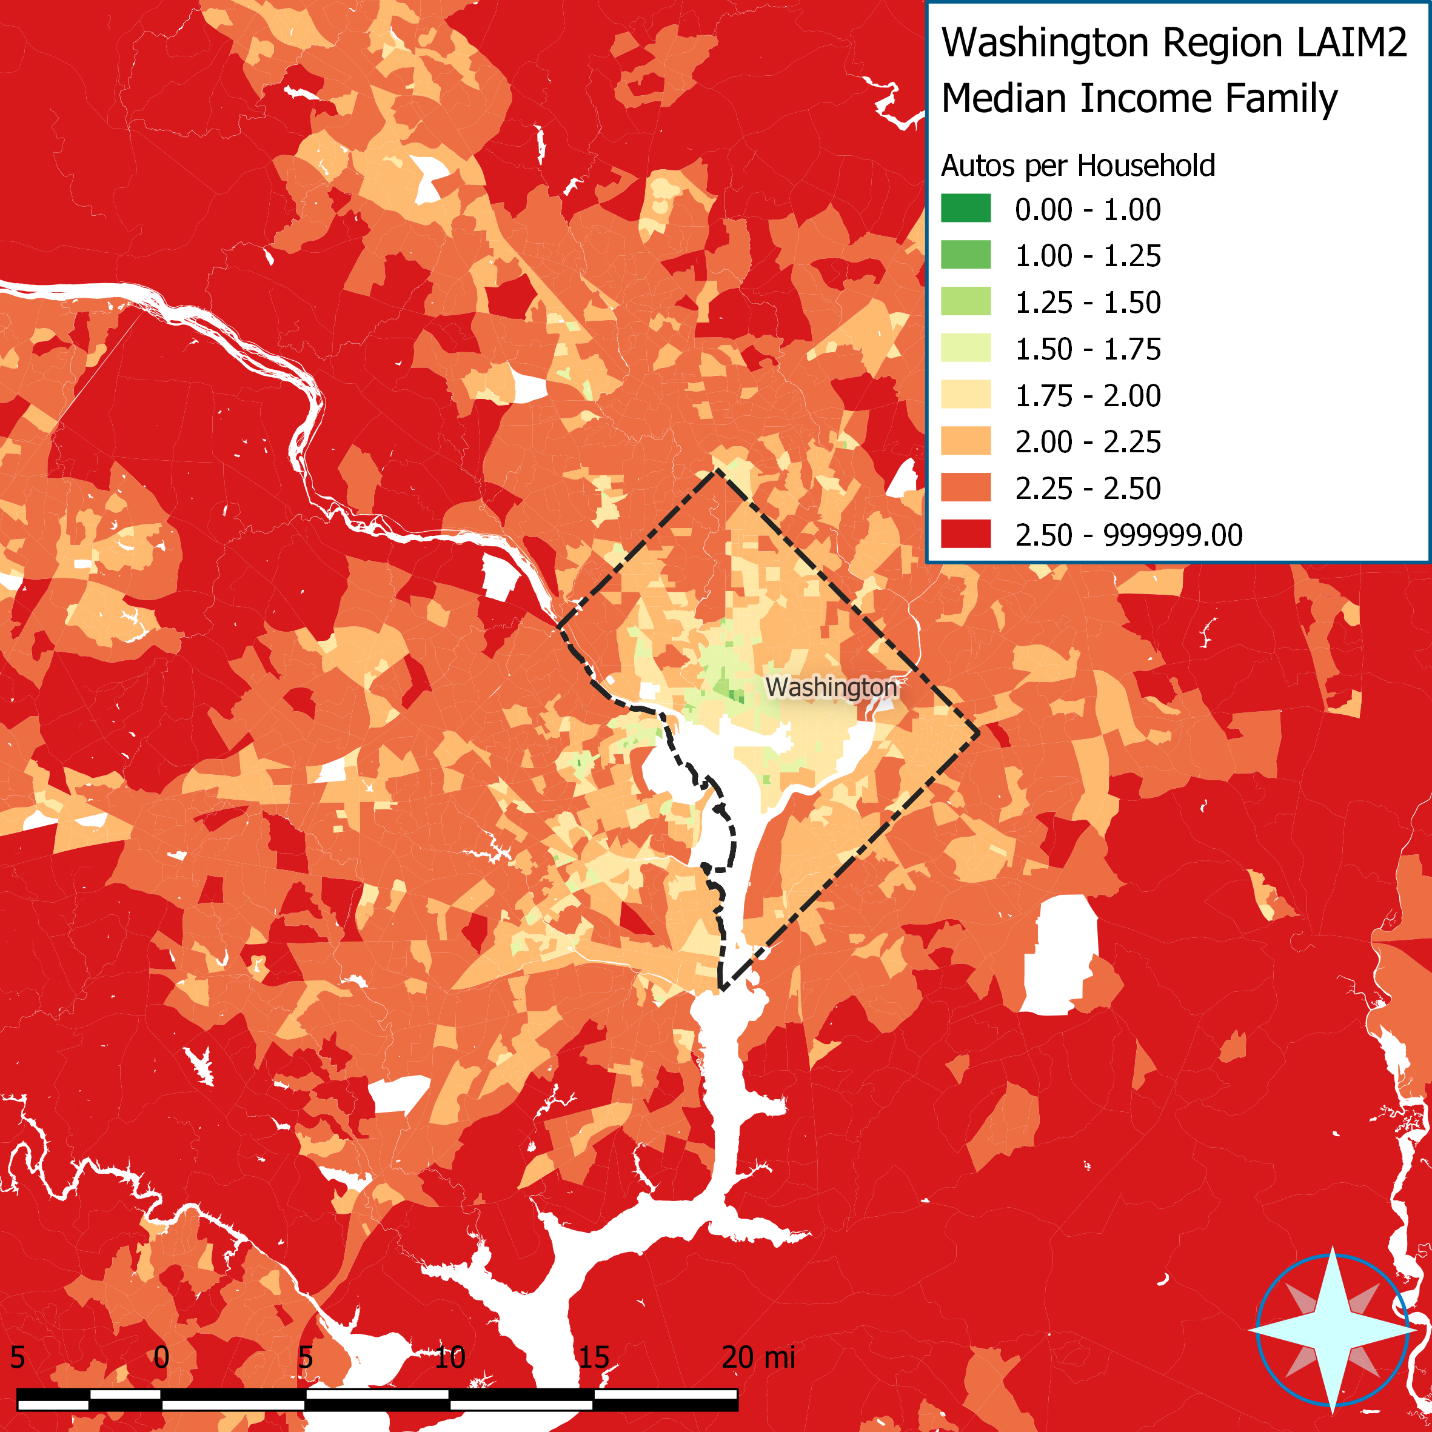 Washington Region LAIM2
Median Income Family
Autos per Household
0.00 - 1.00
1.00 - 1.25
1.25 - 1.50
1.50 - 1.75
1.75 - 2.00
2.00 - 2.25
2.25 - 2.50
2.50 - 999999.00
Washington
5 0 5 10 15 20 mi